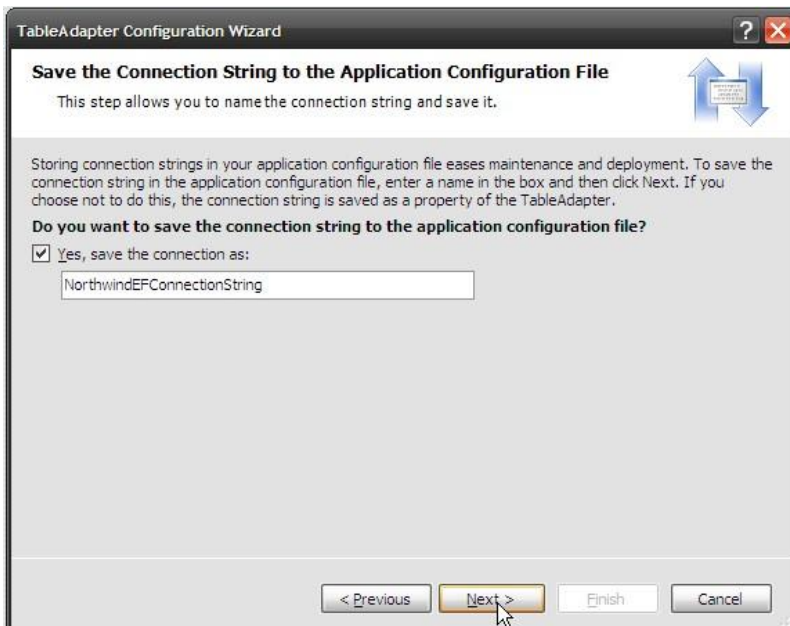 TableAdapter Configuration Wizard
?
Save the Connection String to the Application Configuration File
This step allows you to name the connection string and save it.
Storing connection strings in your application configuration file eases maintenance and deployment. To save the
connection string in the application configuration file, enter a name in the box and then click Next. If you
choose not to do this, the connection string is saved as a property of the TableAdapter.
Do you want to save the connection string to the application configuration file?
Yes, save the connection as:
NorthwindEFConnectionString
< Previous Next > Finish Cancel